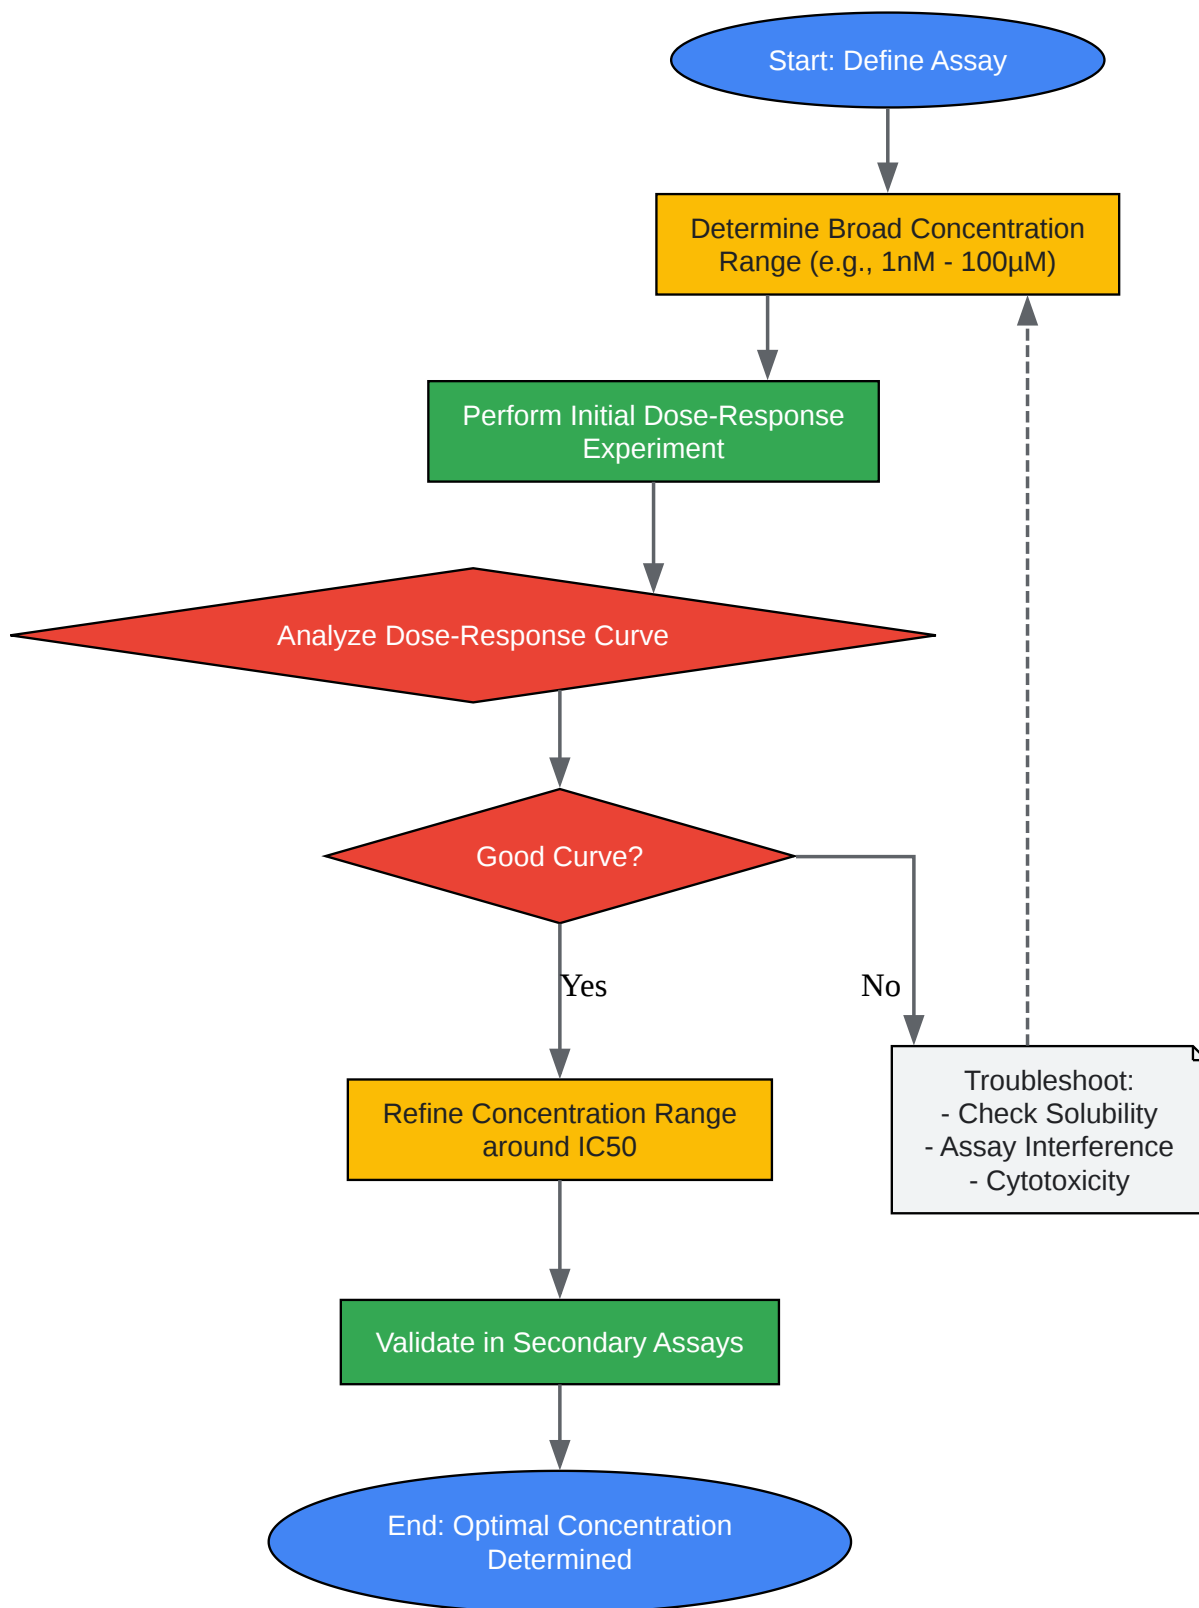 Start: Define Assay
Determine Broad Concentration
Range (e.g., 1nM - 100µM)
Perform Initial Dose-Response
Experiment
Analyze Dose-Response Curve
Good Curve?
Yes
No
Troubleshoot:
- Check Solubility
- Assay Interference
- Cytotoxicity
Refine Concentration Range
around IC50
Validate in Secondary Assays
End: Optimal Concentration
Determined